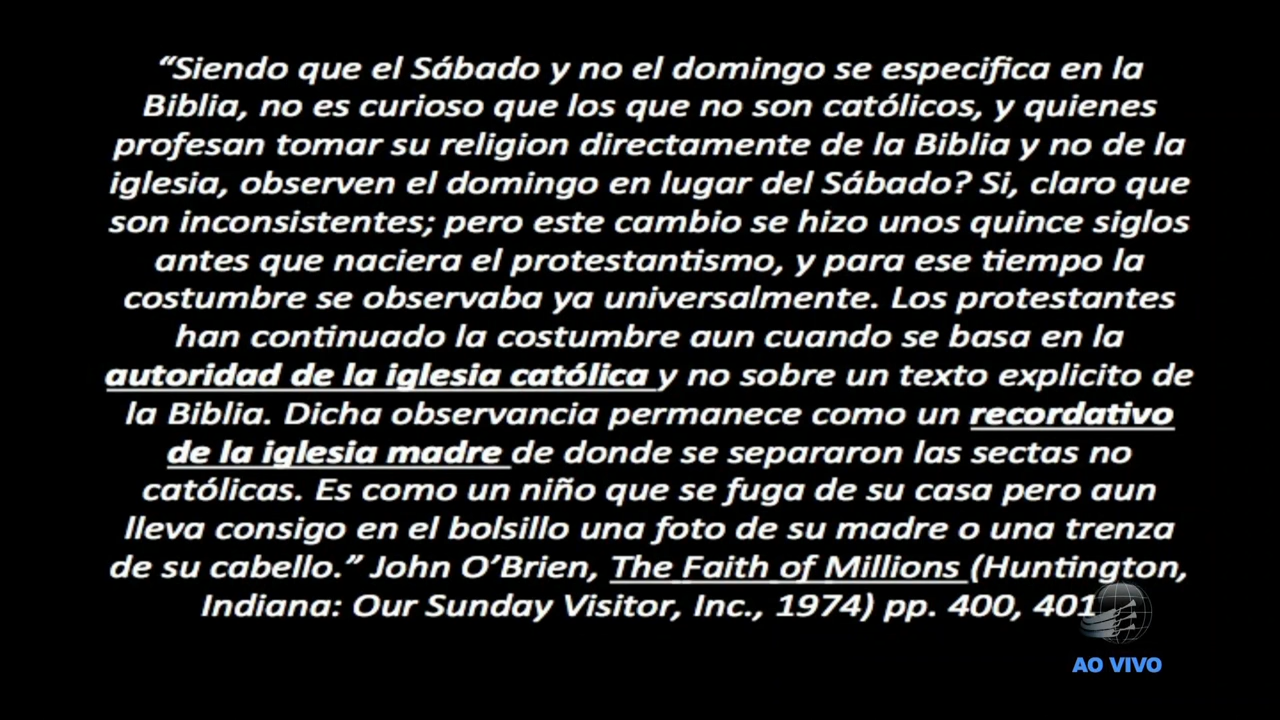 “Siendo que el Sábado y no el domingo se especifica en la
Biblia, no es curioso que los que no son católicos, y quienes
profesan tomar su religion directamente de la Biblia y no de la
iglesia, observen el domingo en lugar del Sábado? Si, claro que
son inconsistentes; pero este cambio se hizo unos quince siglos
antes que naciera el protestantismo, y para ese tiempo la
costumbre se observaba ya universalmente. Los protestantes
han continuado la costumbre aun cuando se basa en la
autoridad de la iglesia católica y no sobre un texto explicito de
la Biblia. Dicha observancia permanece como un recordativo
de la iglesia madre de donde se separaron las sectas no
católicas. Es como un niño que se fuga de su casa pero aun
lleva consigo en el bolsillo una foto de su madre o una trenza
de su cabello.” John O’Brien, The Faith of Millions (Huntington,
Indiana: Our Sunday Visitor, Inc., 1974) pp. 400, 401
AO VIVO